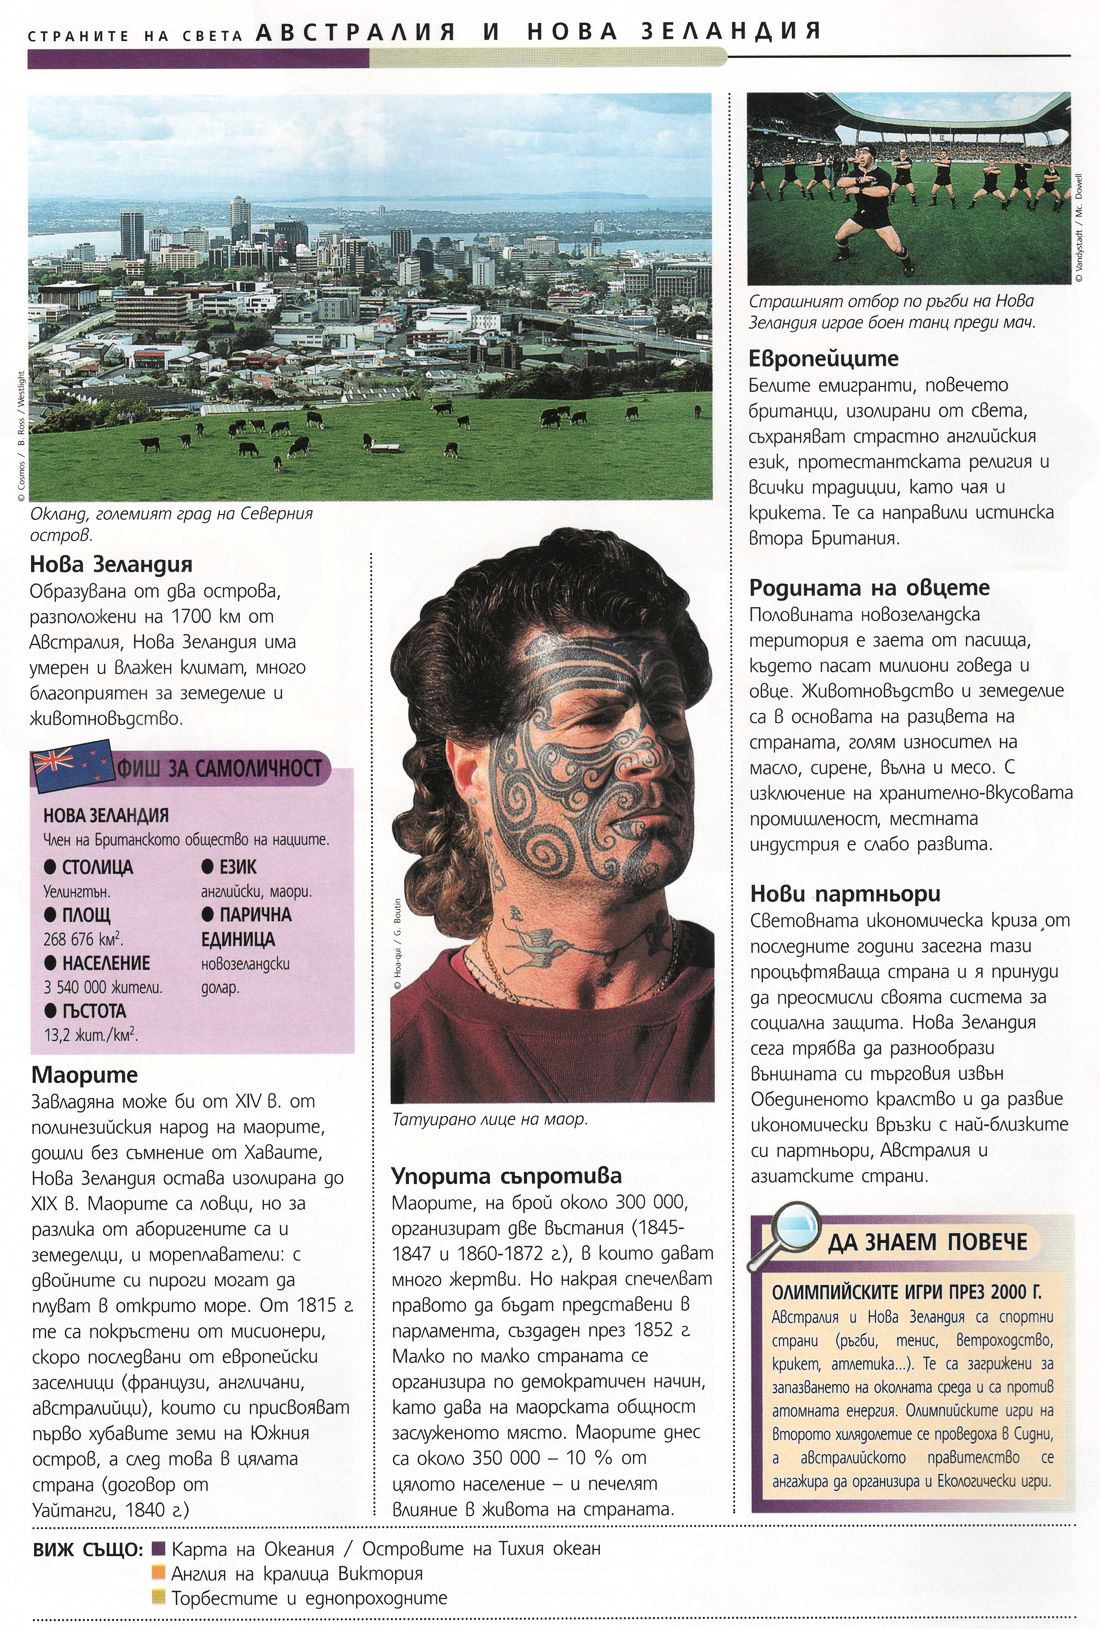 СТРАНИТЕ НА СВЕТА АВСТРАЛИЯ И НОВА ЗЕЛАНДИЯ
© Cosmos / B. Ross / Westlight
Окланд, големият град на Северния
остров.
Нова Зеландия
Образувана от два острова,
разположени на 1700 км от
Австралия, Нова Зеландия има
умерен и влажен климат, много
благоприятен за земеделие и
животновъдство.
ФИШ ЗА САМОЛИЧНОСТ
НОВА ЗЕЛАНДИЯ
Член на Британското общество на нациите.
● СТОЛИЦА
Уелингтън.
● ПЛОЩ
268 676 км².
● НАСЕЛЕНИЕ
3 540 000 жители.
● ГЪСТОТА
13,2 жит./км².
● ЕЗИК
английски, маори.
● ПАРИЧНА
ЕДИНИЦА
новозеландски
долар.
Маорите
Завладяна може би от XIV в. от
полинезийския народ на маорите,
дошли без съмнение от Хаваите,
Нова Зеландия остава изолирана до
XIX в. Маорите са ловци, но за
разлика от аборигените са и
земеделци, и мореплаватели: с
двойните си пироги могат да
плуват в открито море. От 1815 г.
те са покръстени от мисионери,
скоро последвани от европейски
заселници (французи, англичани,
австралийци), които си присвояват
първо хубавите земи на Южния
остров, а след това в цялата
страна (договор от
Уайтанги, 1840 г.)
© Hoa-qui / G. Boutin
Татуирано лице на маор.
Упорита съпротива
Маорите, на брой около 300 000,
организират две въстания (1845-
1847 и 1860-1872 г.), в които дават
много жертви. Но накрая спечелват
правото да бъдат представени в
парламента, създаден през 1852 г.
Малко по малко страната се
организира по демократичен начин,
като дава на маорската общност
заслуженото място. Маорите днес
са около 350 000 – 10 % от
цялото население – и печелят
влияние в живота на страната.
© Vandystadt / Mc. Dowell
Страшният отбор по ръгби на Нова
Зеландия играе боен танц преди мач.
Европейците
Белите емигранти, повечето
британци, изолирани от света,
съхраняват страстно английския
език, протестантската религия и
всички традиции, като чая и
крикета. Те са направили истинска
втора Британия.
Родината на овцете
Половината новозеландска
територия е заета от пасища,
където пасат милиони говеда и
овце. Животновъдство и земеделие
са в основата на разцвета на
страната, голям износител на
масло, сирене, вълна и месо. С
изключение на хранително-вкусовата
промишленост, местната
индустрия е слабо развита.
Нови партньори
Световната икономическа криза от
последните години засегна тази
процъфтяваща страна и я принуди
да преосмисли своята система за
социална защита. Нова Зеландия
сега трябва да разнообрази
външната си търговия извън
Обединеното кралство и да развие
икономически връзки с най-близките
си партньори, Австралия и
азиатските страни.
ДА ЗНАЕМ ПОВЕЧЕ
ОЛИМПИЙСКИТЕ ИГРИ ПРЕЗ 2000 Г.
Австралия и Нова Зеландия са спортни
страни (ръгби, тенис, ветроходство,
крикет, атлетика...). Те са загрижени за
запазването на околната среда и са против
атомната енергия. Олимпийските игри на
второто хилядолетие се проведоха в Сидни,
а австралийското правителство се
ангажира да организира и Екологически игри.
ВИЖ СЪЩО: Карта на Океания / Островите на Тихия океан
Англия на кралица Виктория
Торбестите и еднопроходните